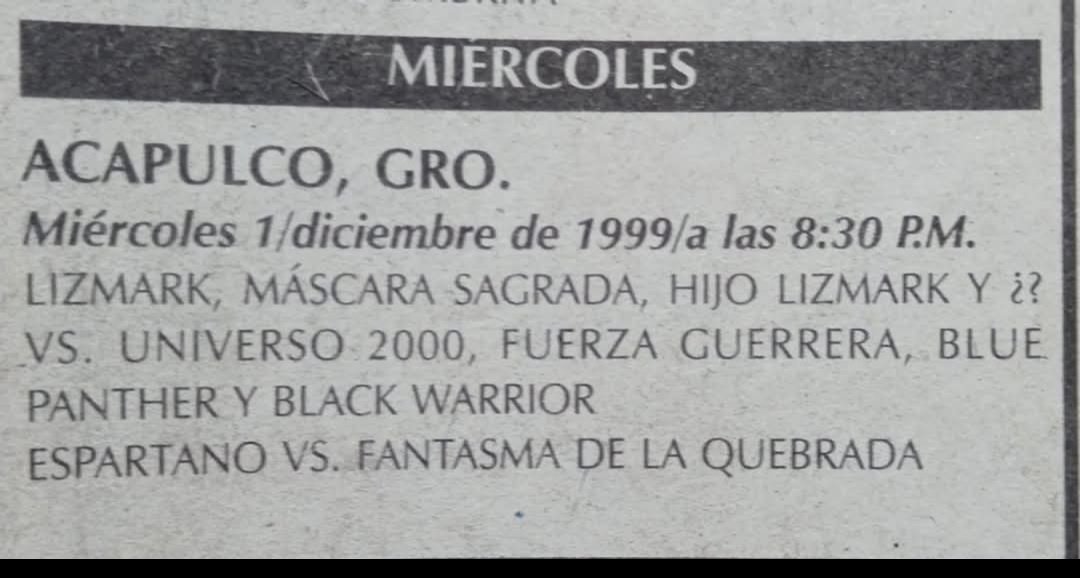 MIÉRCOLES
ACAPULCO, GRO.
Miércoles 1/diciembre de 1999/a las 8:30 P.M.
LIZMARK, MÁSCARA SAGRADA, HIJO LIZMARK Y ¿?
VS. UNIVERSO 2000, FUERZA GUERRERA, BLUE
PANTHER Y BLACK WARRIOR
ESPARTANO VS. FANTASMA DE LA QUEBRADA